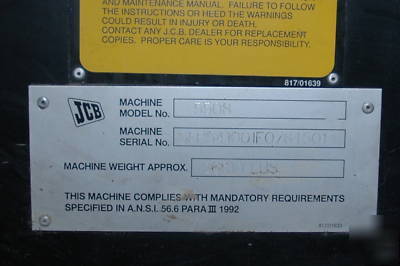 AND MAINTENANCE MANUAL. FAILURE TO FOLLOW
THE INSTRUCTIONS OR HEED THE WARNINGS
COULD RESULT IN INJURY OR DEATH.
CONTACT ANY J.C.B. DEALER FOR REPLACEMENT
COPIES. PROPER CARE IS YOUR RESPONSIBILITY.
817/01639
JCB
MACHINE
MODEL No.
MACHINE
SERIAL No.
MACHINE WEIGHT APPROX.
LBS
THIS MACHINE COMPLIES WITH MANDATORY REQUIREMENTS
SPECIFIED IN A.N.S.I. 56.6 PARA III 1992